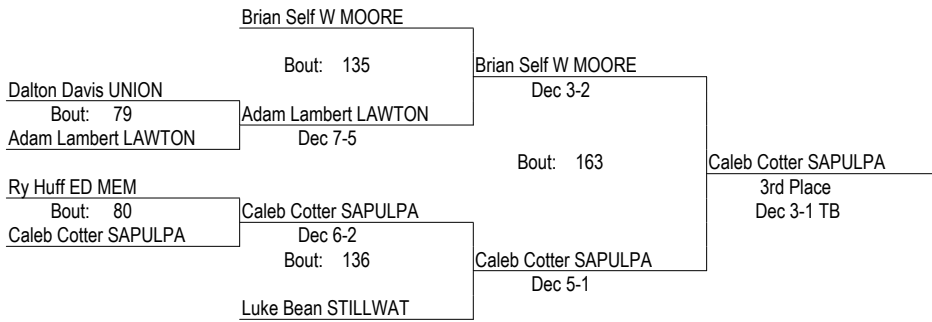 Brian Self W MOORE
Bout: 135
Brian Self W MOORE
Dalton Davis UNION
Dec 3-2
Bout: 79
Adam Lambert LAWTON
Adam Lambert LAWTON
Dec 7-5
Bout: 163
Caleb Cotter SAPULPA
Ry Huff ED MEM
3rd Place
Bout: 80
Caleb Cotter SAPULPA
Dec 3-1 TB
Caleb Cotter SAPULPA
Dec 6-2
Bout: 136
Caleb Cotter SAPULPA
Dec 5-1
Luke Bean STILLWAT